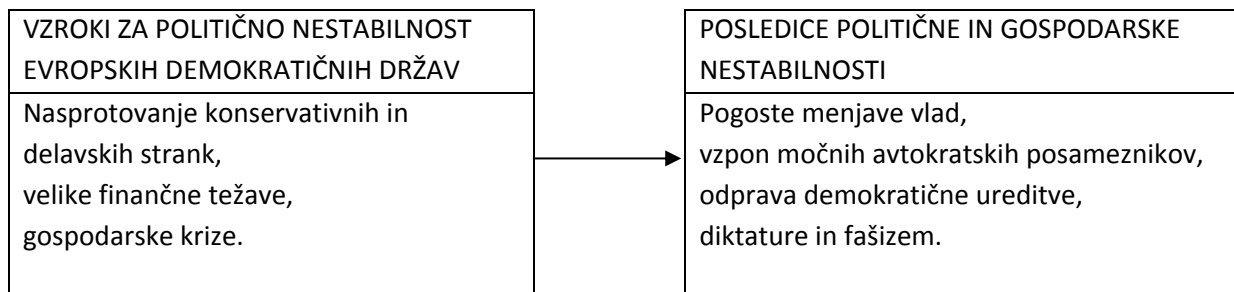 VZROKI ZA POLITIČNO NESTABILNOST
EVROPSKIH DEMOKRATIČNIH DRŽAV
Nasprotovanje konservativnih in
delavskih strank,
velike finančne težave,
gospodarske krize.
POSLEDICE POLITIČNE IN GOSPODARSKE
NESTABILNOSTI
Pogoste menjave vlad,
vzpon močnih avtokratskih posameznikov,
odprava demokratične ureditve,
diktature in fašizem.